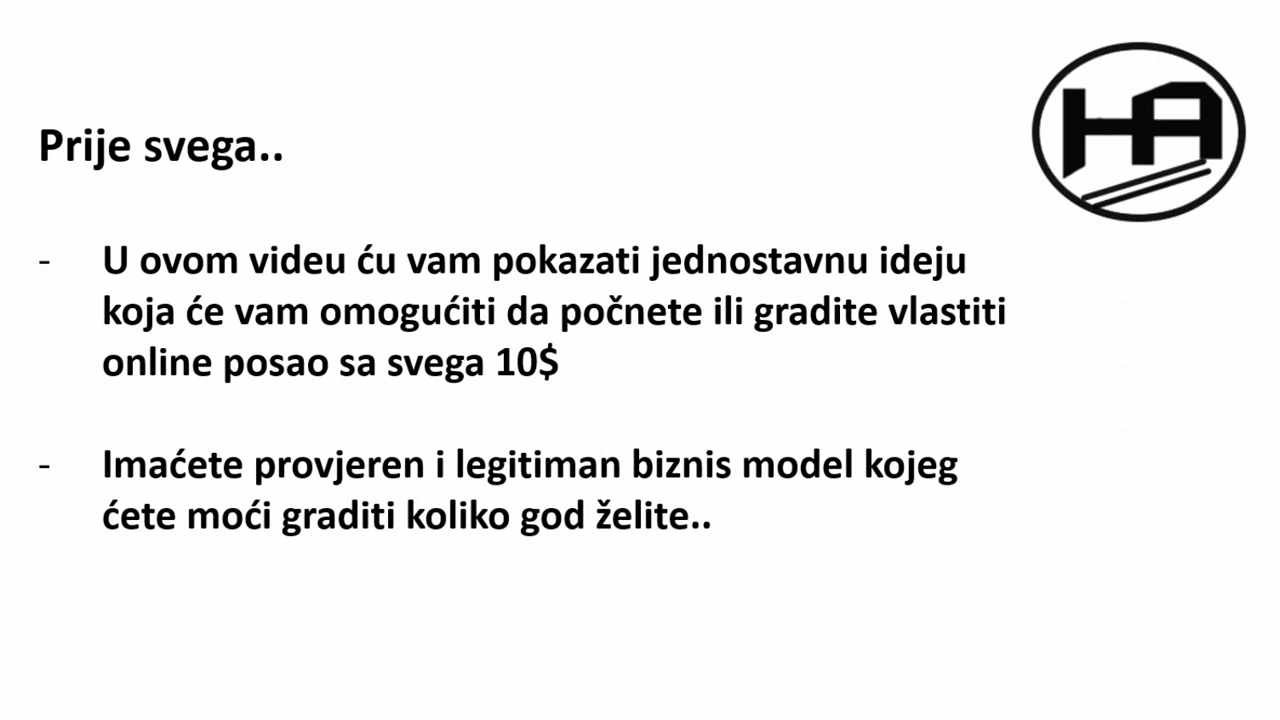 Prije svega..
HA
- U ovom videu ću vam pokazati jednostavnu ideju
koja će vam omogućiti da počnete ili gradite vlastiti
online posao sa svega 10$
- Imaćete provjeren i legitiman biznis model kojeg
ćete moći graditi koliko god želite..